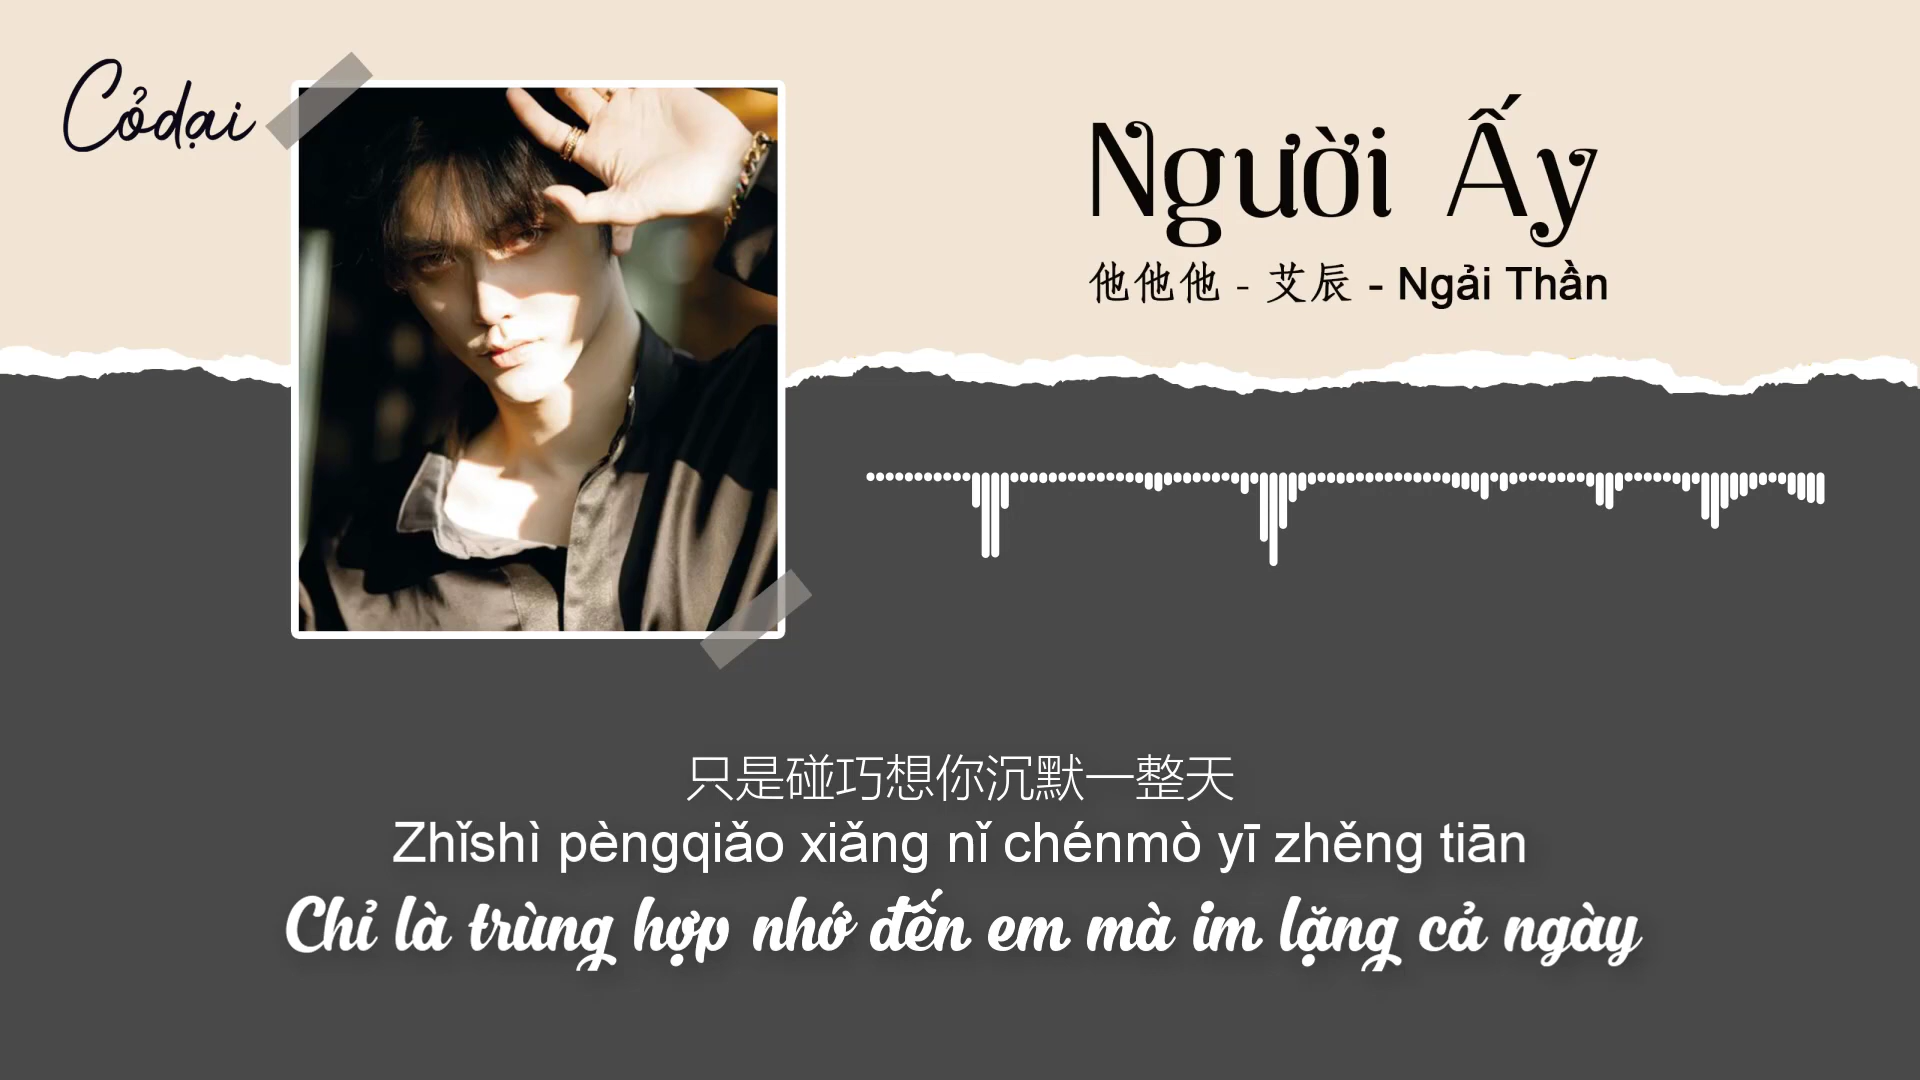 Cỏdại
Người Ấy
他他他 - 艾辰 - Ngải Thần
只是碰巧想你沉默一整天
Zhǐshì pèngqiǎo xiǎng nǐ chénmò yī zhěng tiān
Chỉ là trùng hợp nhớ đến em mà im lặng cả ngày